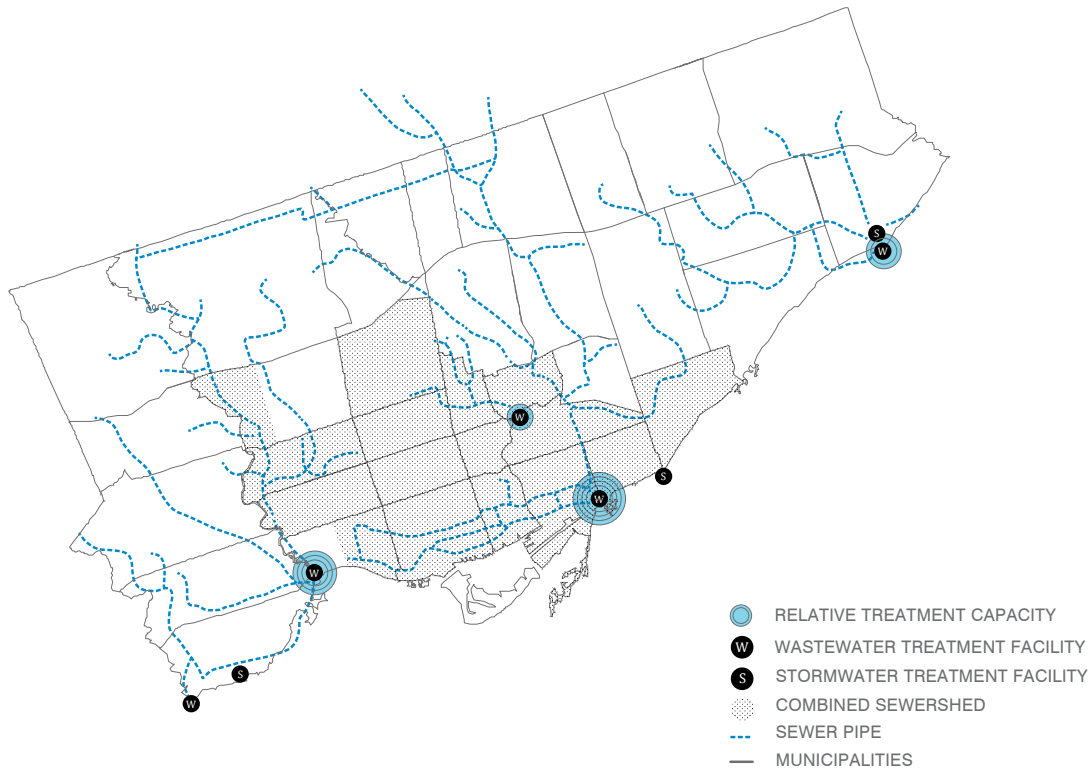 S
W
W
W
S
W
S
W
RELATIVE TREATMENT CAPACITY
W WASTEWATER TREATMENT FACILITY
S STORMWATER TREATMENT FACILITY
COMBINED SEWERSHED
SEWER PIPE
MUNICIPALITIES